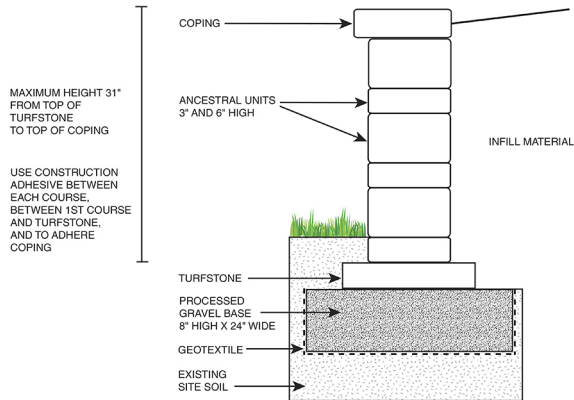 COPING
MAXIMUM HEIGHT 31"
FROM TOP OF
TURFSTONE
TO TOP OF COPING
ANCESTRAL UNITS
3" AND 6" HIGH
INFILL MATERIAL
USE CONSTRUCTION
ADHESIVE BETWEEN
EACH COURSE,
BETWEEN 1ST COURSE
AND TURFSTONE,
AND TO ADHERE
COPING
TURFSTONE
PROCESSED
GRAVEL BASE
8" HIGH X 24" WIDE
GEOTEXTILE
EXISTING
SITE SOIL